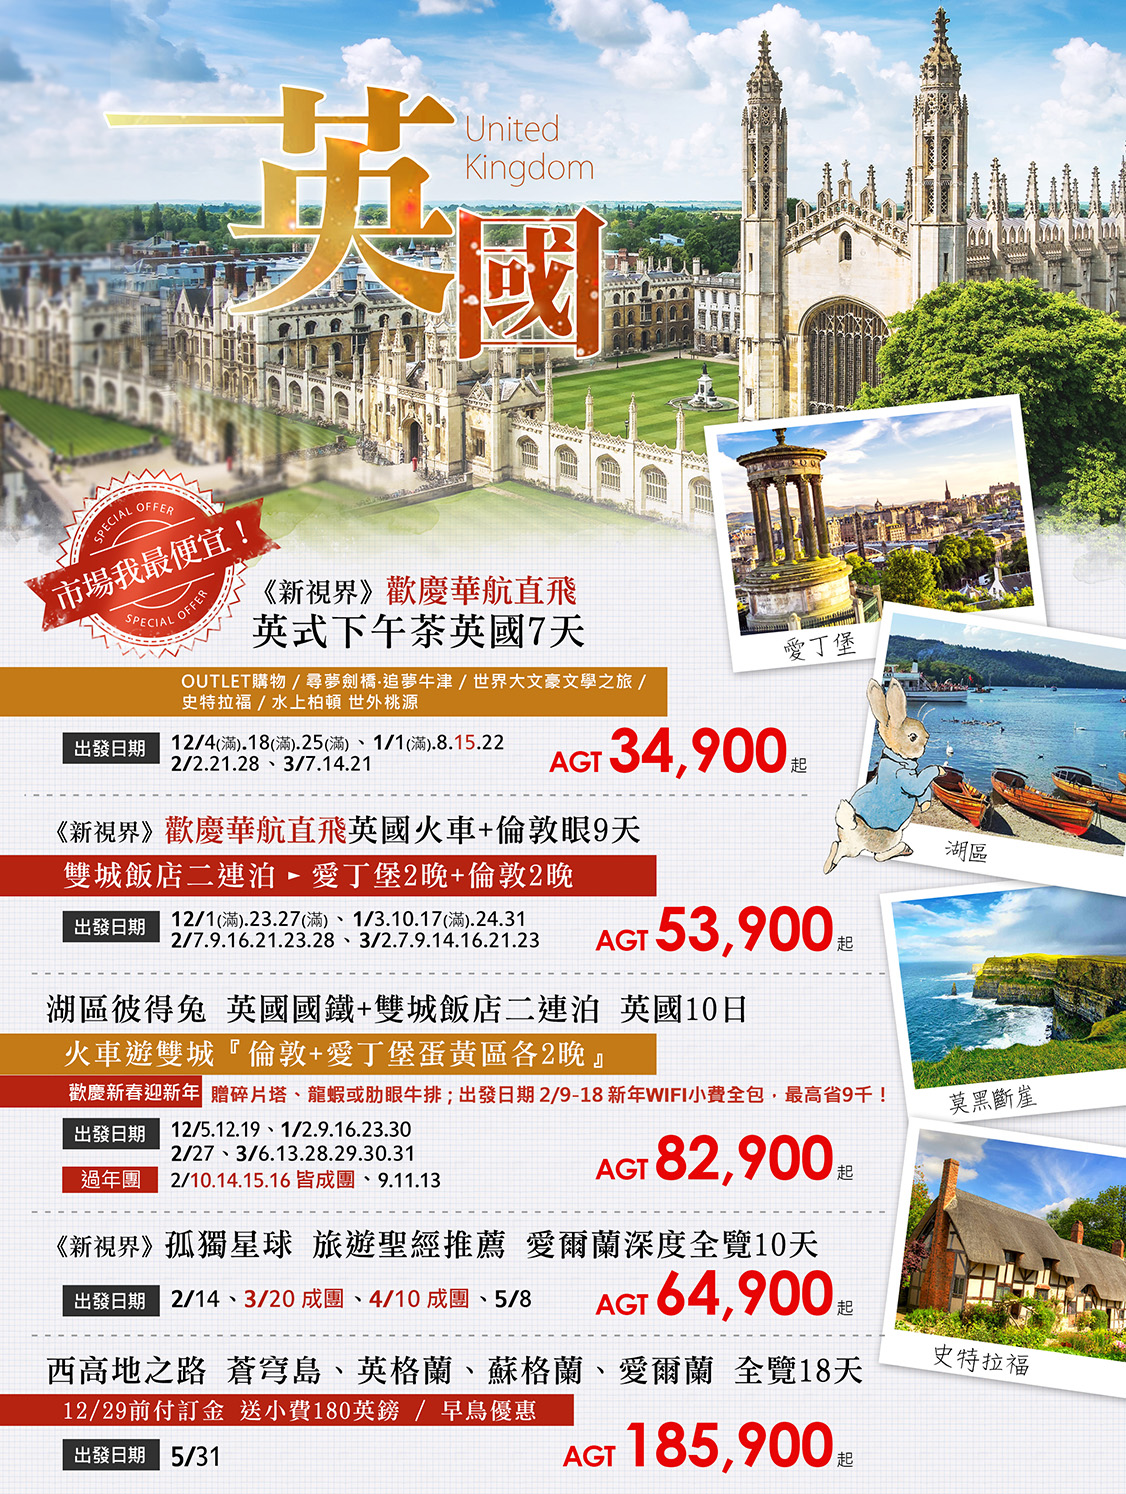 英國
United
Kingdom
SPECIAL OFFER
市場我最便宜！
SPECIAL OFFER
《新視界》歡慶華航直飛
英式下午茶英國7天
愛丁堡
OUTLET購物 / 尋夢劍橋·追夢牛津 / 世界大文豪文學之旅 /
史特拉福 / 水上柏頓 世外桃源
出發日期
12/4(滿).18(滿).25(滿)、1/1(滿).8.15.22
2/2.21.28、3/7.14.21
AGT 34,900起
《新視界》歡慶華航直飛英國火車+倫敦眼9天
湖區
雙城飯店二連泊 ► 愛丁堡2晚+倫敦2晚
出發日期
12/1(滿).23.27(滿)、1/3.10.17(滿).24.31
2/7.9.16.21.23.28、3/2.7.9.14.16.21.23
AGT 53,900起
湖區彼得兔 英國國鐵+雙城飯店二連泊 英國10日
火車遊雙城『倫敦+愛丁堡蛋黃區各2晚』
歡慶新春迎新年 贈碎片塔、龍蝦或肋眼牛排；出發日期 2/9-18 新年WIFI小費全包，最高省9千！
莫黑斷崖
出發日期
12/5.12.19、1/2.9.16.23.30
2/27、3/6.13.28.29.30.31
過年團
2/10.14.15.16 皆成團、9.11.13
AGT 82,900起
《新視界》孤獨星球 旅遊聖經推薦 愛爾蘭深度全覽10天
出發日期
2/14、3/20 成團、4/10 成團、5/8
AGT 64,900起
史特拉福
西高地之路 蒼穹島、英格蘭、蘇格蘭、愛爾蘭 全覽18天
12/29前付訂金 送小費180英鎊 / 早鳥優惠
出發日期
5/31
AGT 185,900起